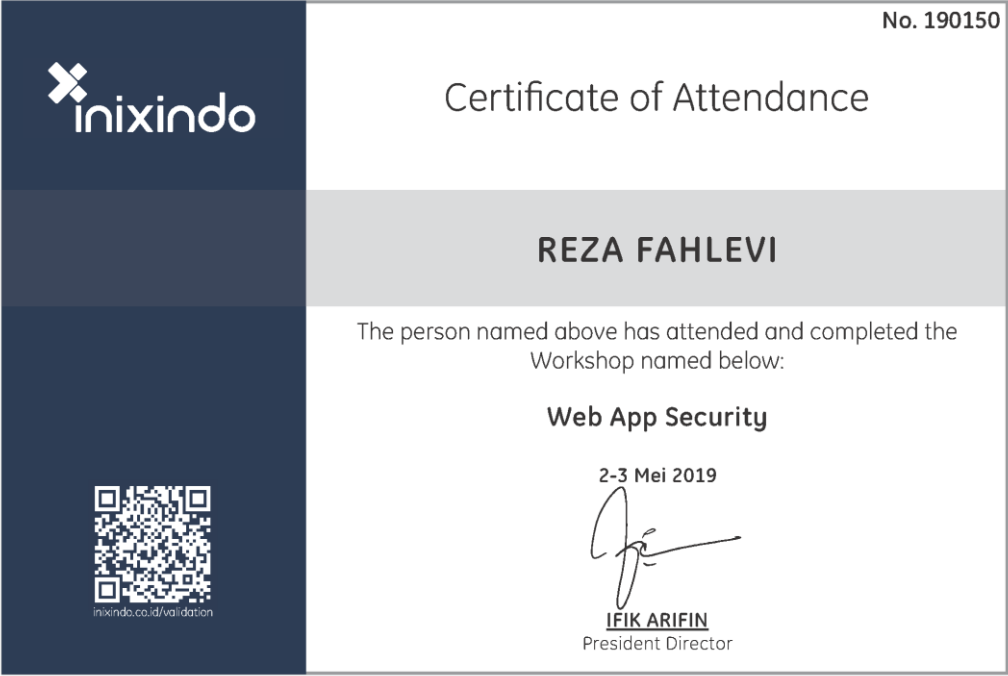 No. 190150
inixindo
Certificate of Attendance
REZA FAHLEVI
The person named above has attended and completed the
Workshop named below:
Web App Security
2-3 Mei 2019
inixindo.co.id/validation
IFIK ARIFIN
President Director